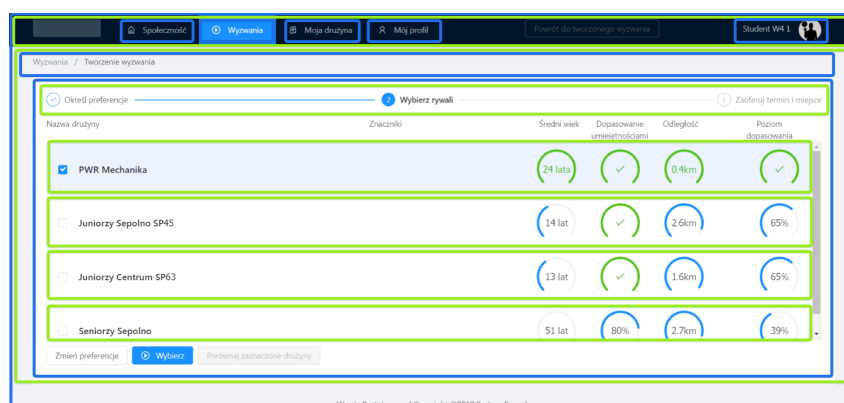 Społeczność Wyzwania Moja drużyna Mój profil Powrót do tworzonego wyzwania Student W4 1
Wyzwania / Tworzenie wyzwania
Określ preferencje 2 Wybierz rywali 3 Zaoferuj termin i miejsce
Nazwa drużyny Znaczniki Średni wiek Dopasowanie umiejętnościami Odległość Poziom dopasowania
PWR Mechanika 24 lata 0.4km
Juniorzy Sepolno SP45 14 lat 2.6km 65%
Juniorzy Centrum SP63 13 lat 1.6km 65%
Seniorzy Sepolno 51 lat 80% 2.7km 39%
Zmień preferencje Wybierz Porównaj zaznaczone drużyny